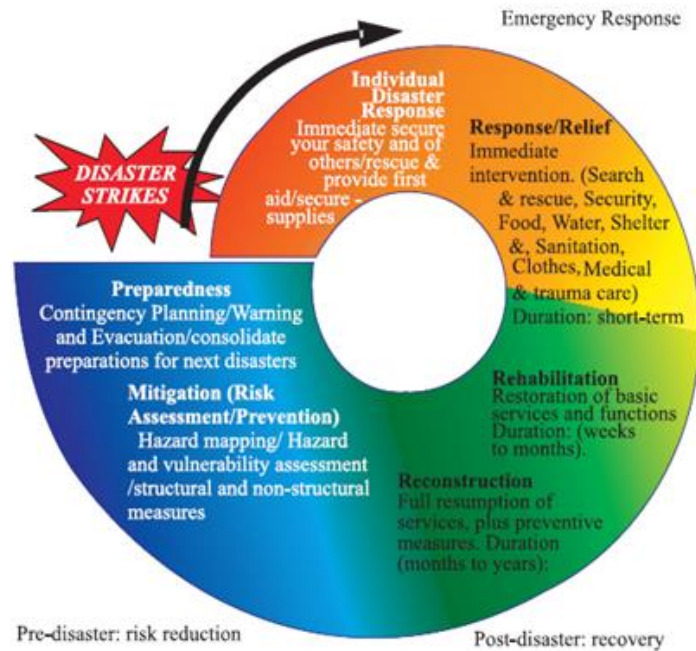 Emergency Response
DISASTER
STRIKES
Individual
Disaster
Response
Immediate secure
your safety and of
others/rescue &
provide first
aid/secure -
supplies
Response/Relief
Immediate
intervention. (Search
& rescue, Security,
Food, Water, Shelter
&, Sanitation,
Clothes, Medical
& trauma care)
Duration: short-term
Rehabilitation
Restoration of basic
services and functions
Duration: (weeks
to months).
Reconstruction
Full resumption of
services, plus preventive
measures. Duration
(months to years):
Preparedness
Contingency Planning/Warning
and Evacuation/consolidate
preparations for next disasters
Mitigation (Risk
Assessment/Prevention)
Hazard mapping/ Hazard
and vulnerability assessment
/structural and non-structural
measures
Pre-disaster: risk reduction
Post-disaster: recovery